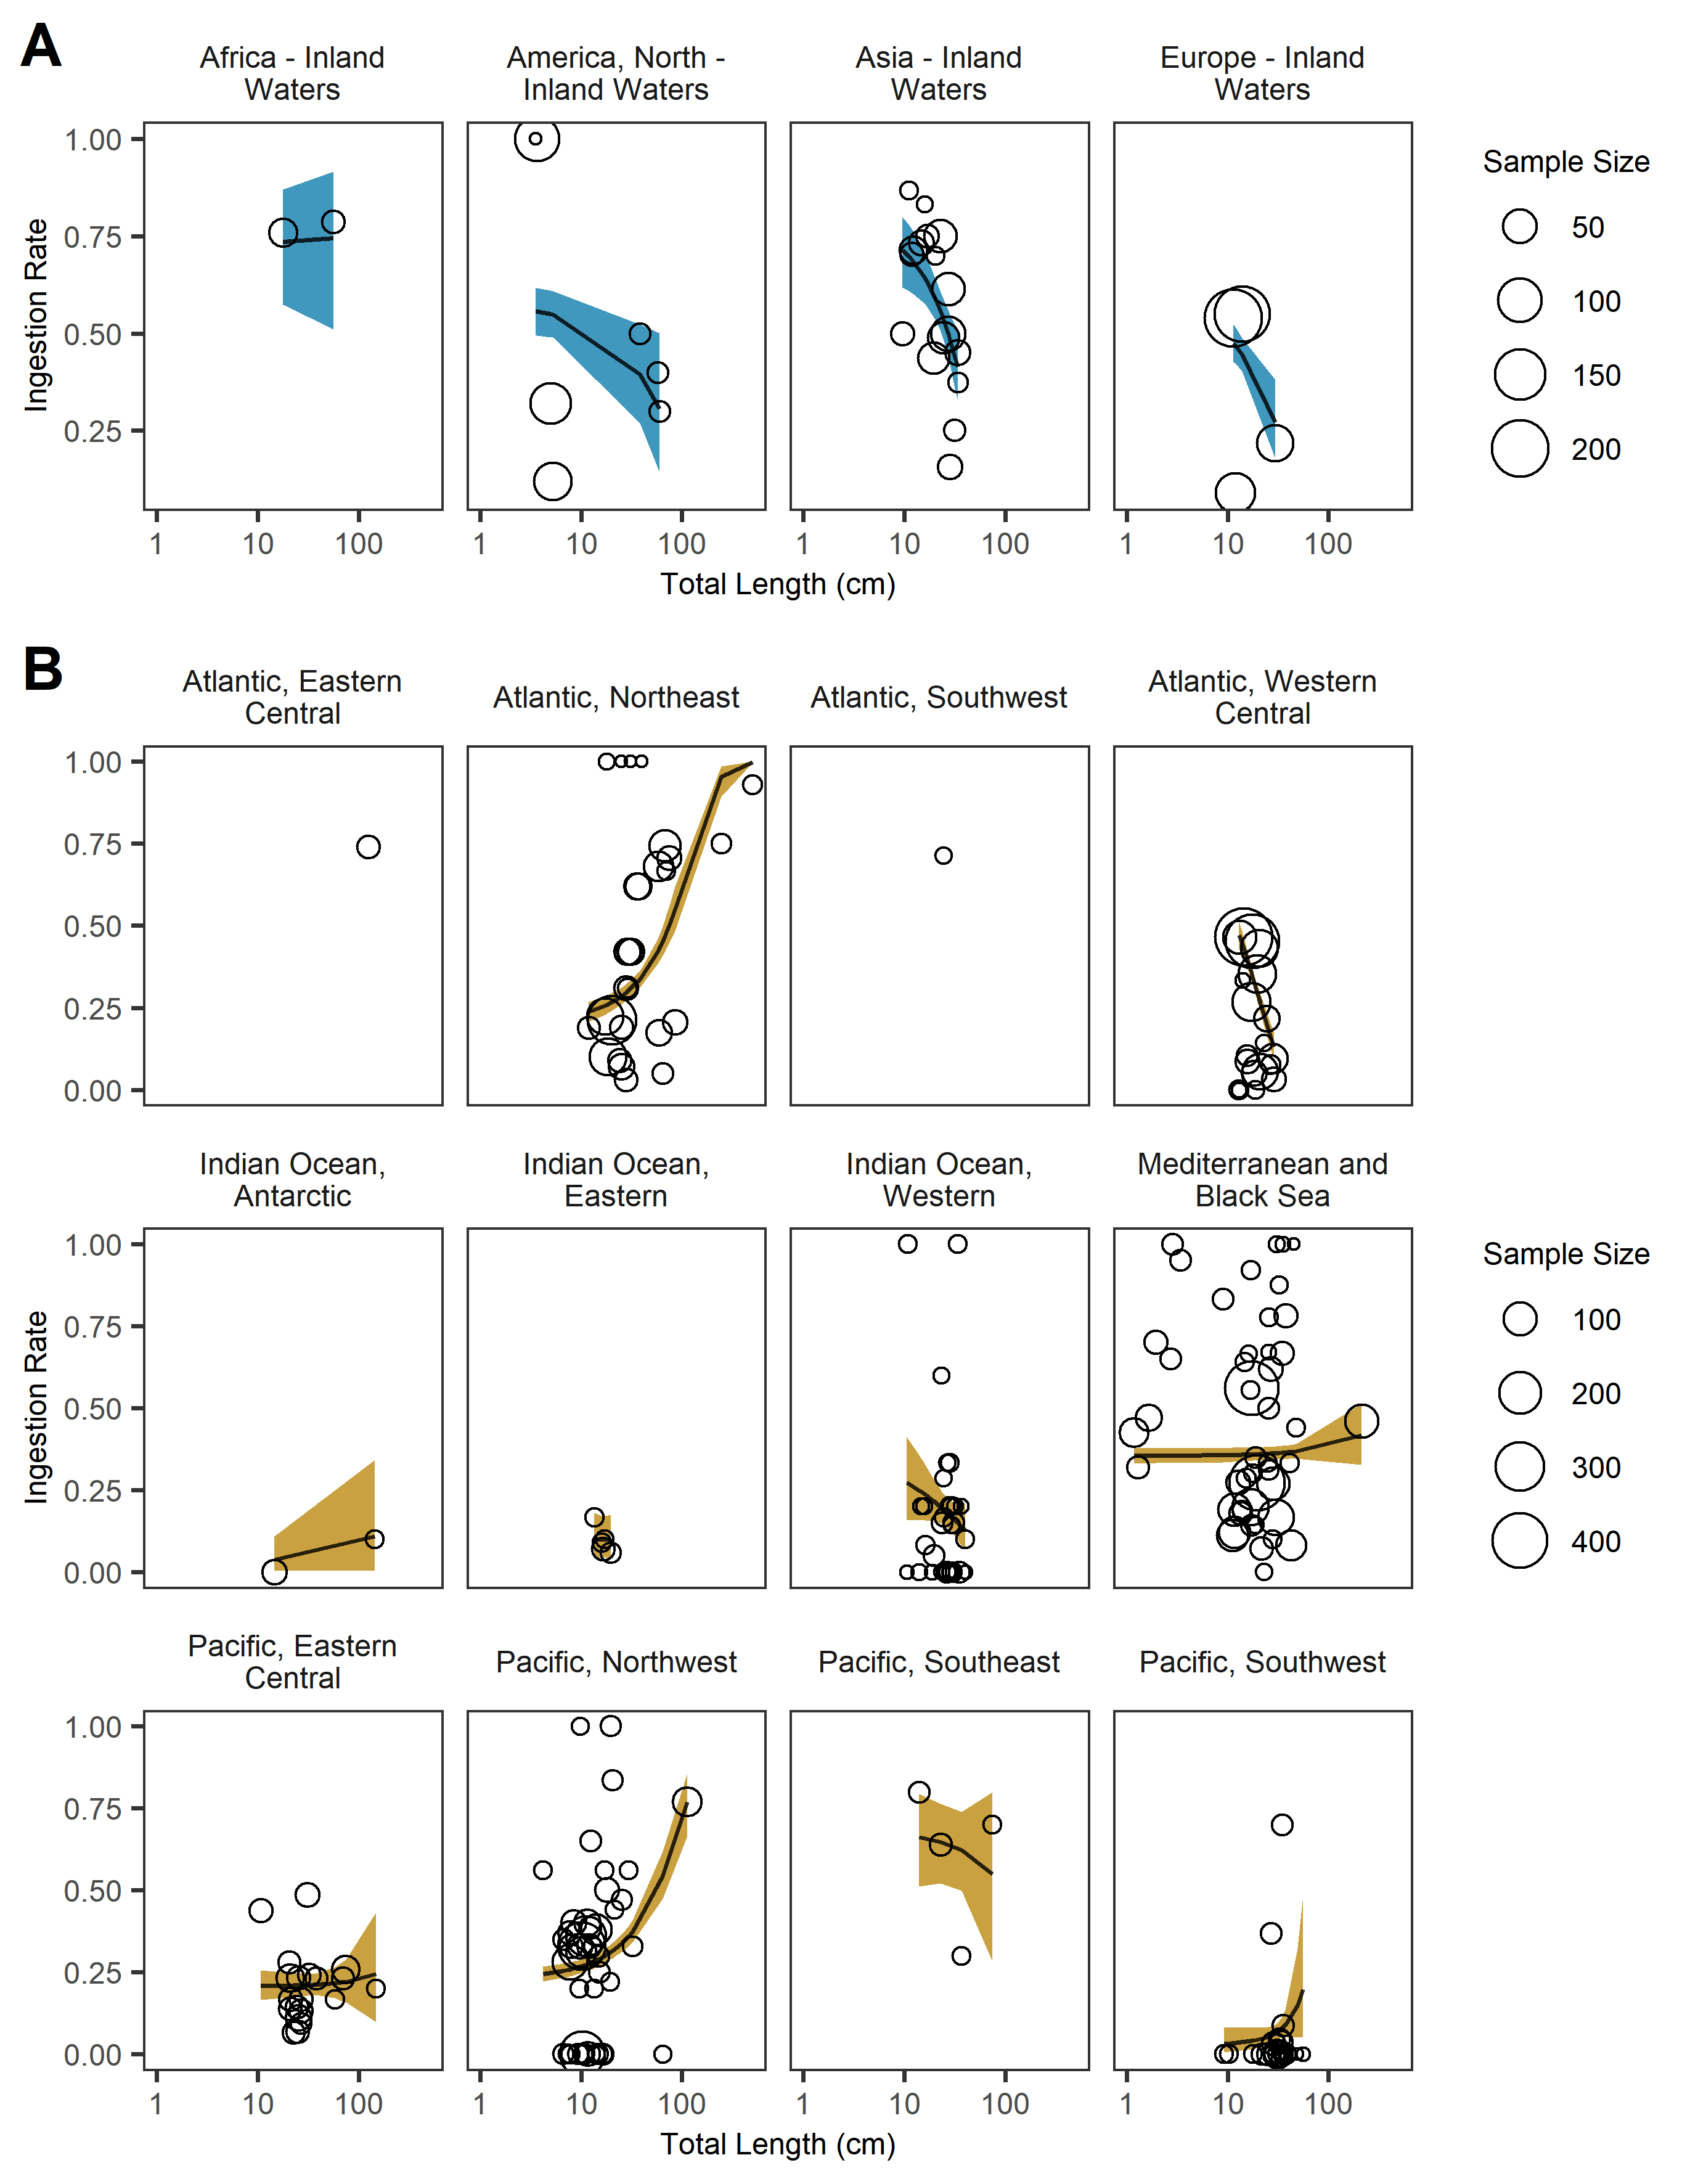 A
Africa - Inland
Waters
America, North -
Inland Waters
Asia - Inland
Waters
Europe - Inland
Waters
Ingestion Rate
1.00
0.75
0.50
0.25
1 10 100
1 10 100
1 10 100
1 10 100
Total Length (cm)
Sample Size
50
100
150
200
B
Atlantic, Eastern
Central
Atlantic, Northeast
Atlantic, Southwest
Atlantic, Western
Central
1.00
0.75
0.50
0.25
0.00
Indian Ocean,
Antarctic
Indian Ocean,
Eastern
Indian Ocean,
Western
Mediterranean and
Black Sea
Ingestion Rate
1.00
0.75
0.50
0.25
0.00
Sample Size
100
200
300
400
Pacific, Eastern
Central
Pacific, Northwest
Pacific, Southeast
Pacific, Southwest
1.00
0.75
0.50
0.25
0.00
1 10 100
1 10 100
1 10 100
1 10 100
Total Length (cm)